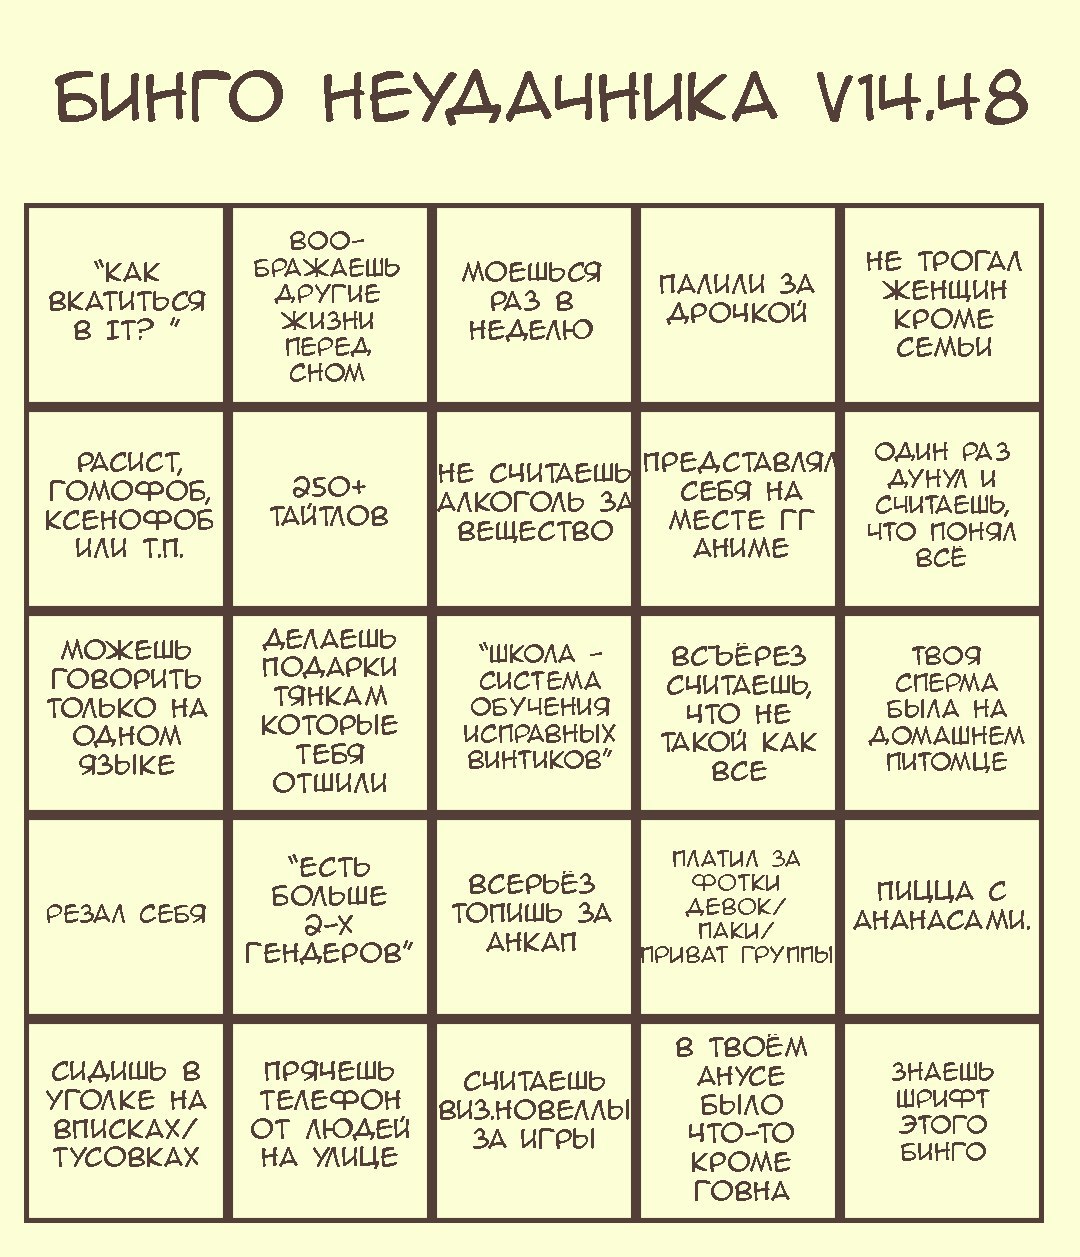 БИНГО НЕУДАЧНИКА V14.48
"КАК
ВКАТИТЬСЯ
В IT? "
ВОО-
БРАЖАЕШЬ
ДРУГИЕ
ЖИЗНИ
ПЕРЕД
СНОМ
МОЕШЬСЯ
РАЗ В
НЕДЕЛЮ
ПАЛИЛИ ЗА
ДРОЧКОЙ
НЕ ТРОГАЛ
ЖЕНЩИН
КРОМЕ
СЕМЬИ
РАСИСТ,
ГОМОФОБ,
КСЕНОФОБ
ИЛИ Т.П.
250+
ТАЙТЛОВ
НЕ СЧИТАЕШЬ
АЛКОГОЛЬ ЗА
ВЕЩЕСТВО
ПРЕДСТАВЛЯЛ
СЕБЯ НА
МЕСТЕ ГГ
АНИМЕ
ОДИН РАЗ
ДУНУЛ И
СЧИТАЕШЬ,
ЧТО ПОНЯЛ
ВСЁ
МОЖЕШЬ
ГОВОРИТЬ
ТОЛЬКО НА
ОДНОМ
ЯЗЫКЕ
ДЕЛАЕШЬ
ПОДАРКИ
ТЯНКАМ
КОТОРЫЕ
ТЕБЯ
ОТШИЛИ
"ШКОЛА -
СИСТЕМА
ОБУЧЕНИЯ
ИСПРАВНЫХ
ВИНТИКОВ"
ВСЪЁРЕЗ
СЧИТАЕШЬ,
ЧТО НЕ
ТАКОЙ КАК
ВСЕ
ТВОЯ
СПЕРМА
БЫЛА НА
ДОМАШНЕМ
ПИТОМЦЕ
РЕЗАЛ СЕБЯ
"ЕСТЬ
БОЛЬШЕ
2-Х
ГЕНДЕРОВ"
ВСЕРЬЁЗ
ТОПИШЬ ЗА
АНКАП
ПЛАТИЛ ЗА
ФОТКИ
ДЕВОК/
ПАКИ/
ПРИВАТ ГРУППЫ
ПИЦЦА С
АНАНАСАМИ.
СИДИШЬ В
УГОЛКЕ НА
ВПИСКАХ/
ТУСОВКАХ
ПРЯЧЕШЬ
ТЕЛЕФОН
ОТ ЛЮДЕЙ
НА УЛИЦЕ
СЧИТАЕШЬ
ВИЗ.НОВЕЛЛЫ
ЗА ИГРЫ
В ТВОЁМ
АНУСЕ
БЫЛО
ЧТО-ТО
КРОМЕ
ГОВНА
ЗНАЕШЬ
ШРИФТ
ЭТОГО
БИНГО